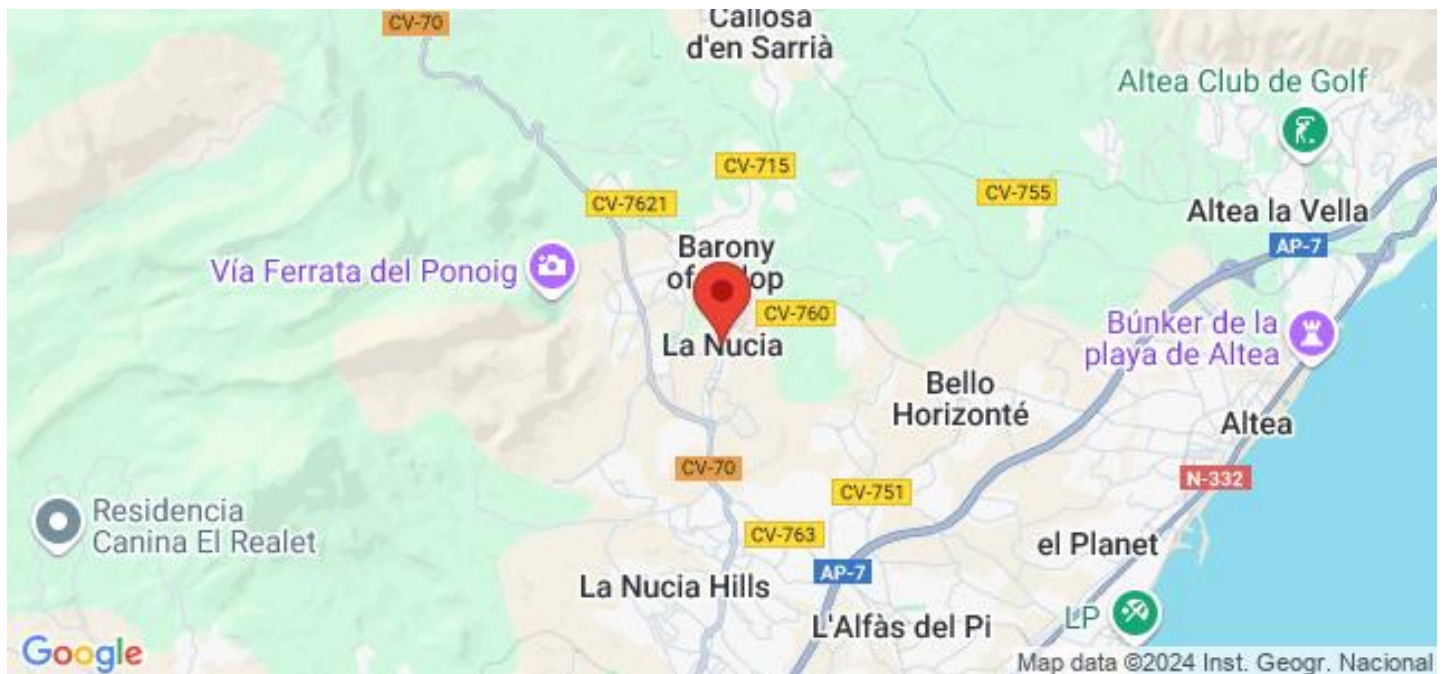 CV-70
Callosa
d'en Sarrià
Altea Club de Golf
CV-715
CV-7621
CV-755
Altea la Vella
AP-7
Barony
of
Vía Ferrata del Ponoig
CV-760
La Nucia
Búnker de la
playa de Altea
Bello
Horizonté
Altea
CV-70
N-332
CV-751
Residencia
Canina El Realet
CV-763
el Planet
AP-7
La Nucia Hills
LP
L'Alfàs del Pi
Google
Map data ©2024 Inst. Geogr. Nacional